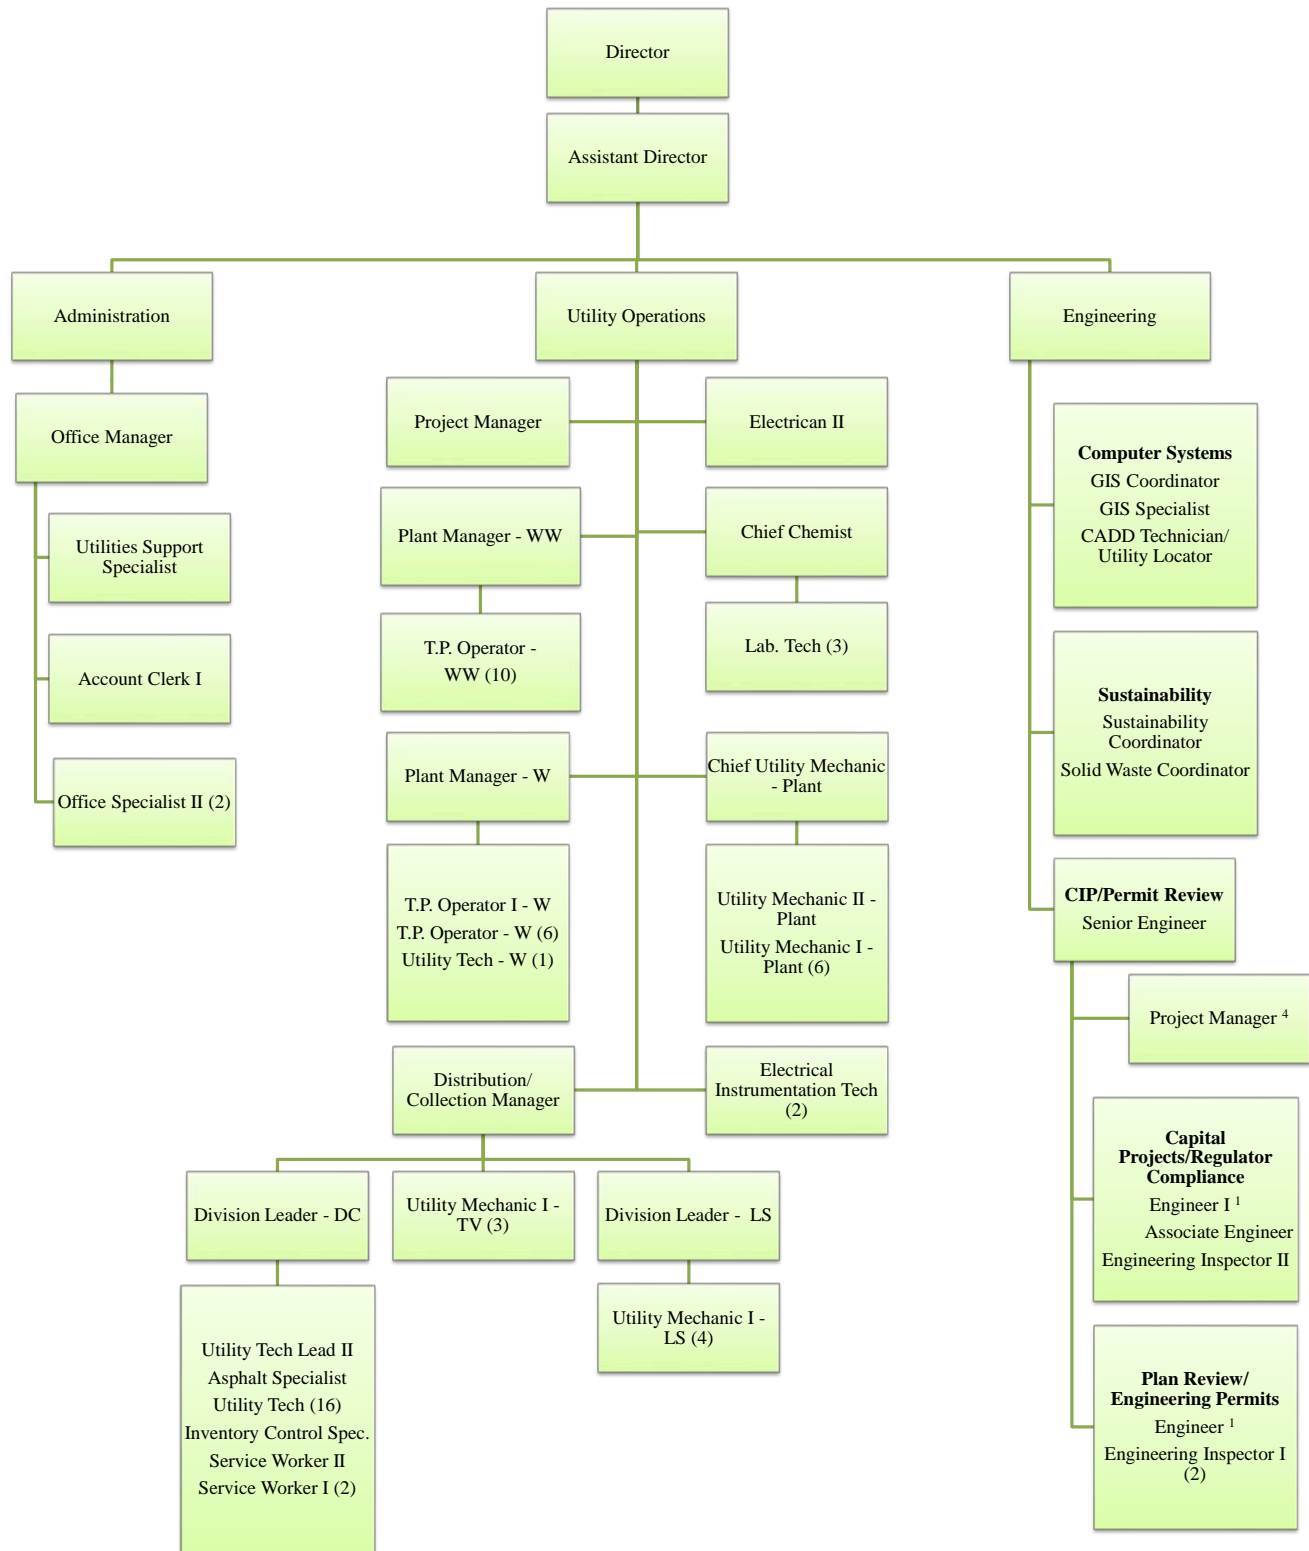 Director
Assistant Director
Administration
Utility Operations
Engineering
Office Manager
Utilities Support
Specialist
Account Clerk I
Office Specialist II (2)
Project Manager
Electrican II
Plant Manager - WW
Chief Chemist
T.P. Operator -
WW (10)
Lab. Tech (3)
Plant Manager - W
Chief Utility Mechanic
- Plant
T.P. Operator I - W
T.P. Operator - W (6)
Utility Tech - W (1)
Utility Mechanic II -
Plant
Utility Mechanic I -
Plant (6)
Distribution/
Collection Manager
Electrical
Instrumentation Tech
(2)
Division Leader - DC
Utility Mechanic I -
TV (3)
Division Leader - LS
Utility Tech Lead II
Asphalt Specialist
Utility Tech (16)
Inventory Control Spec.
Service Worker II
Service Worker I (2)
Utility Mechanic I -
LS (4)
Computer Systems
GIS Coordinator
GIS Specialist
CADD Technician/
Utility Locator
Sustainability
Sustainability
Coordinator
Solid Waste Coordinator
CIP/Permit Review
Senior Engineer
Project Manager ⁴
Capital
Projects/Regulator
Compliance
Engineer I ¹
Associate Engineer
Engineering Inspector II
Plan Review/
Engineering Permits
Engineer ¹
Engineering Inspector I
(2)